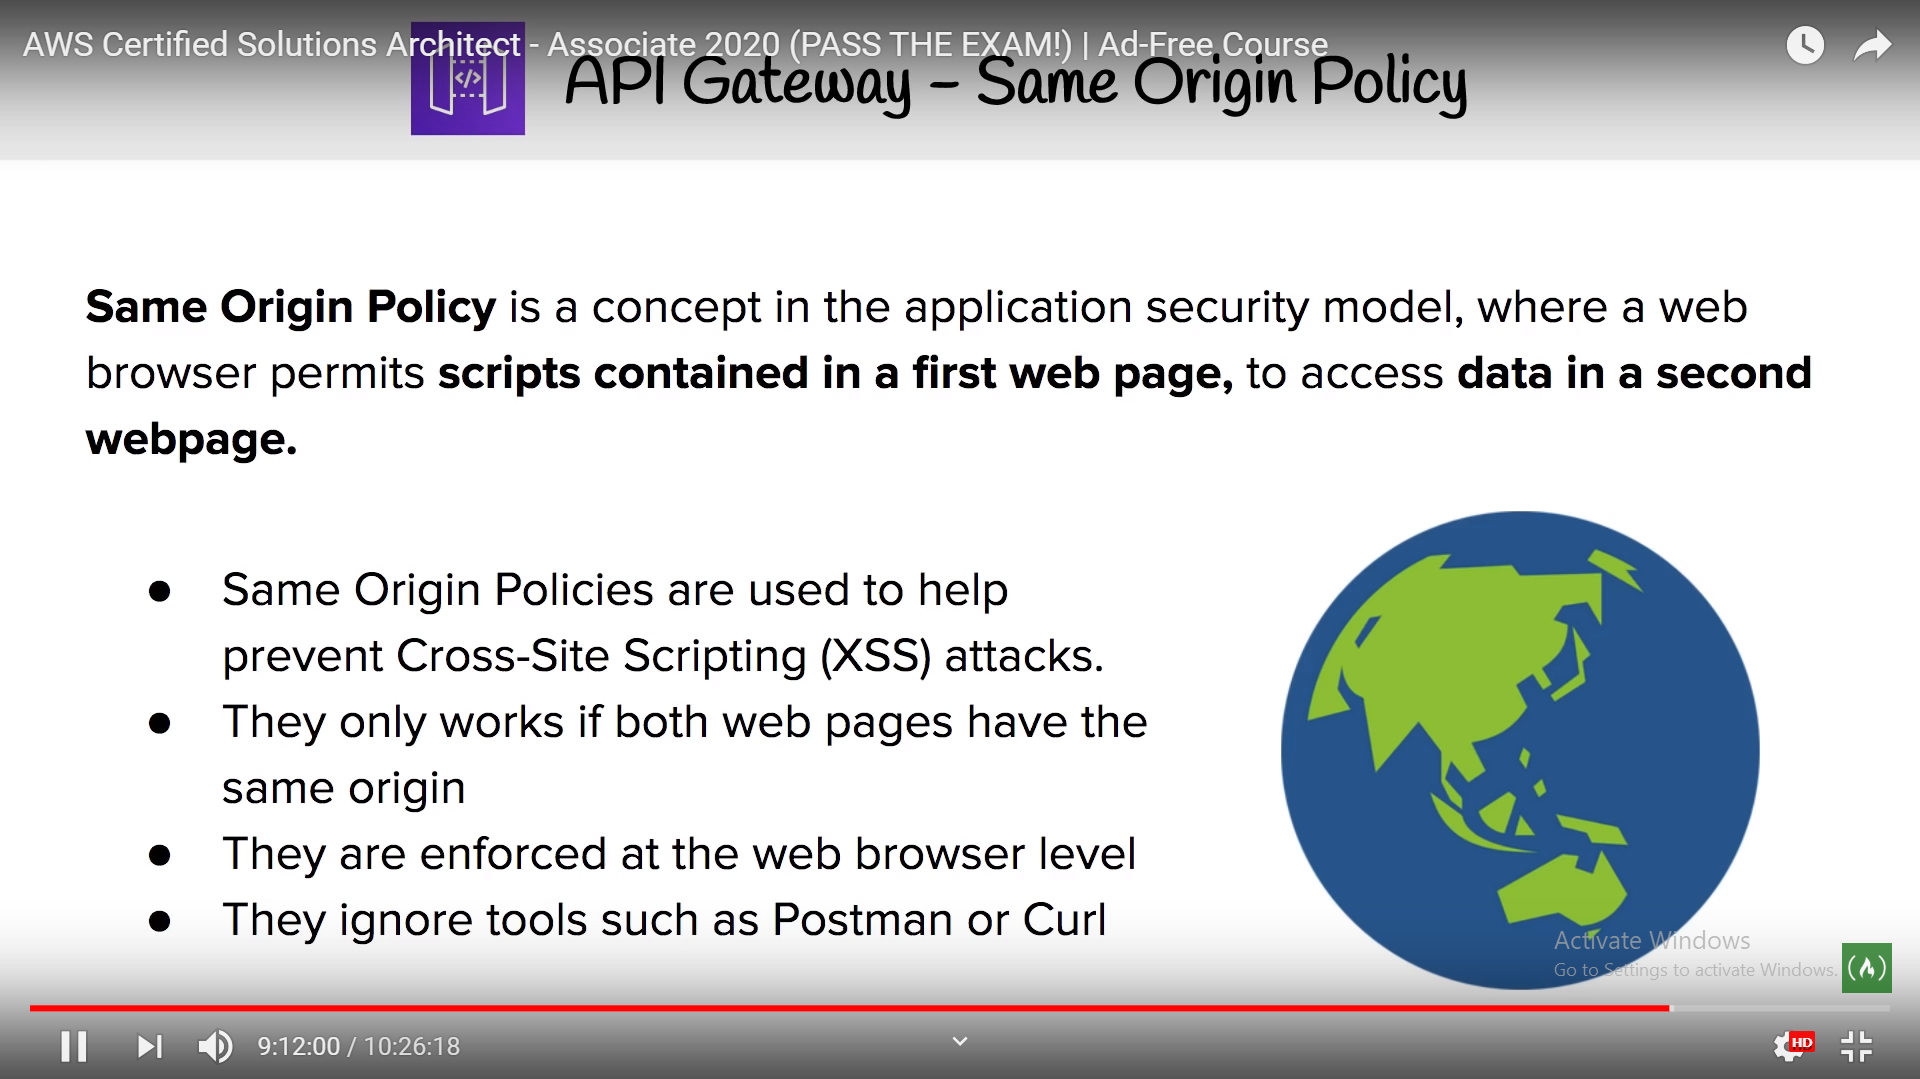 AWS Certified Solutions Architect - Associate 2020 (PASS THE EXAM!) | Ad-Free Course
</>
API Gateway – Same Origin Policy
Same Origin Policy is a concept in the application security model, where a web
browser permits scripts contained in a first web page, to access data in a second
webpage.
● Same Origin Policies are used to help
prevent Cross-Site Scripting (XSS) attacks.
● They only works if both web pages have the
same origin
● They are enforced at the web browser level
● They ignore tools such as Postman or Curl
Activate Windows
Go to Settings to activate Windows.
9:12:00 / 10:26:18
HD